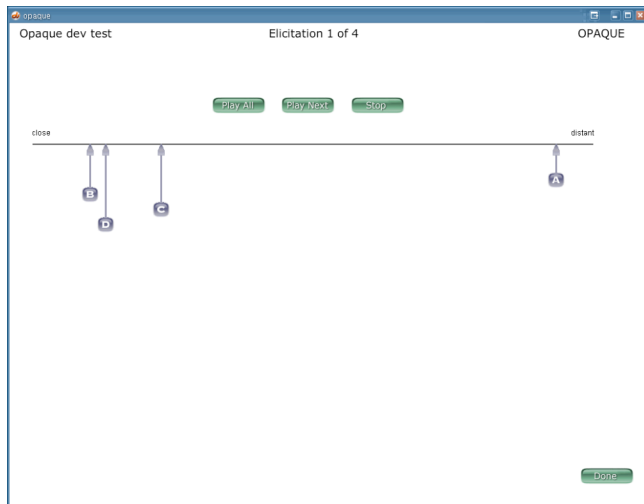 opaque
Opaque dev test Elicitation 1 of 4 OPAQUE
Play All Play Next Stop
close distant
A
B
C
D
Done